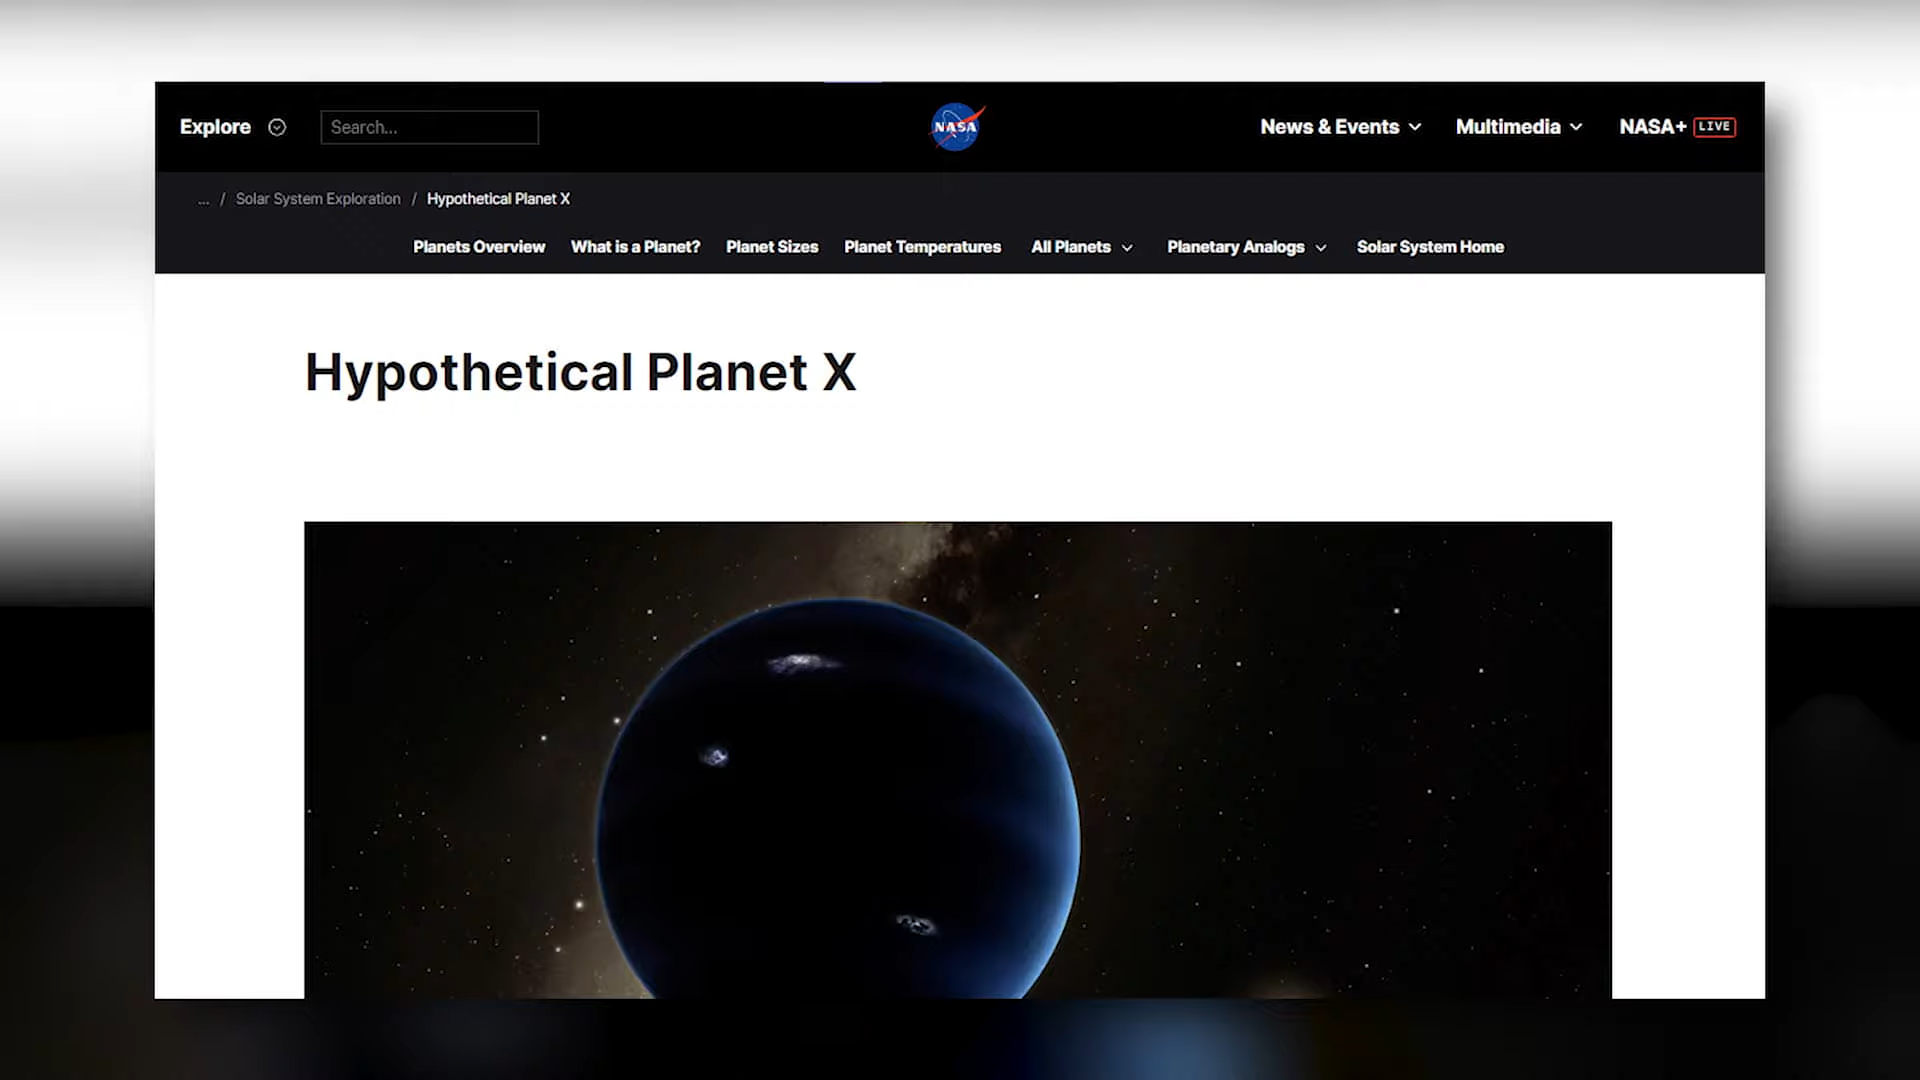 Explore
Search...
NASA
News & Events
Multimedia
NASA+ LIVE
... / Solar System Exploration / Hypothetical Planet X
Planets Overview What is a Planet? Planet Sizes Planet Temperatures All Planets Planetary Analogs Solar System Home
Hypothetical Planet X